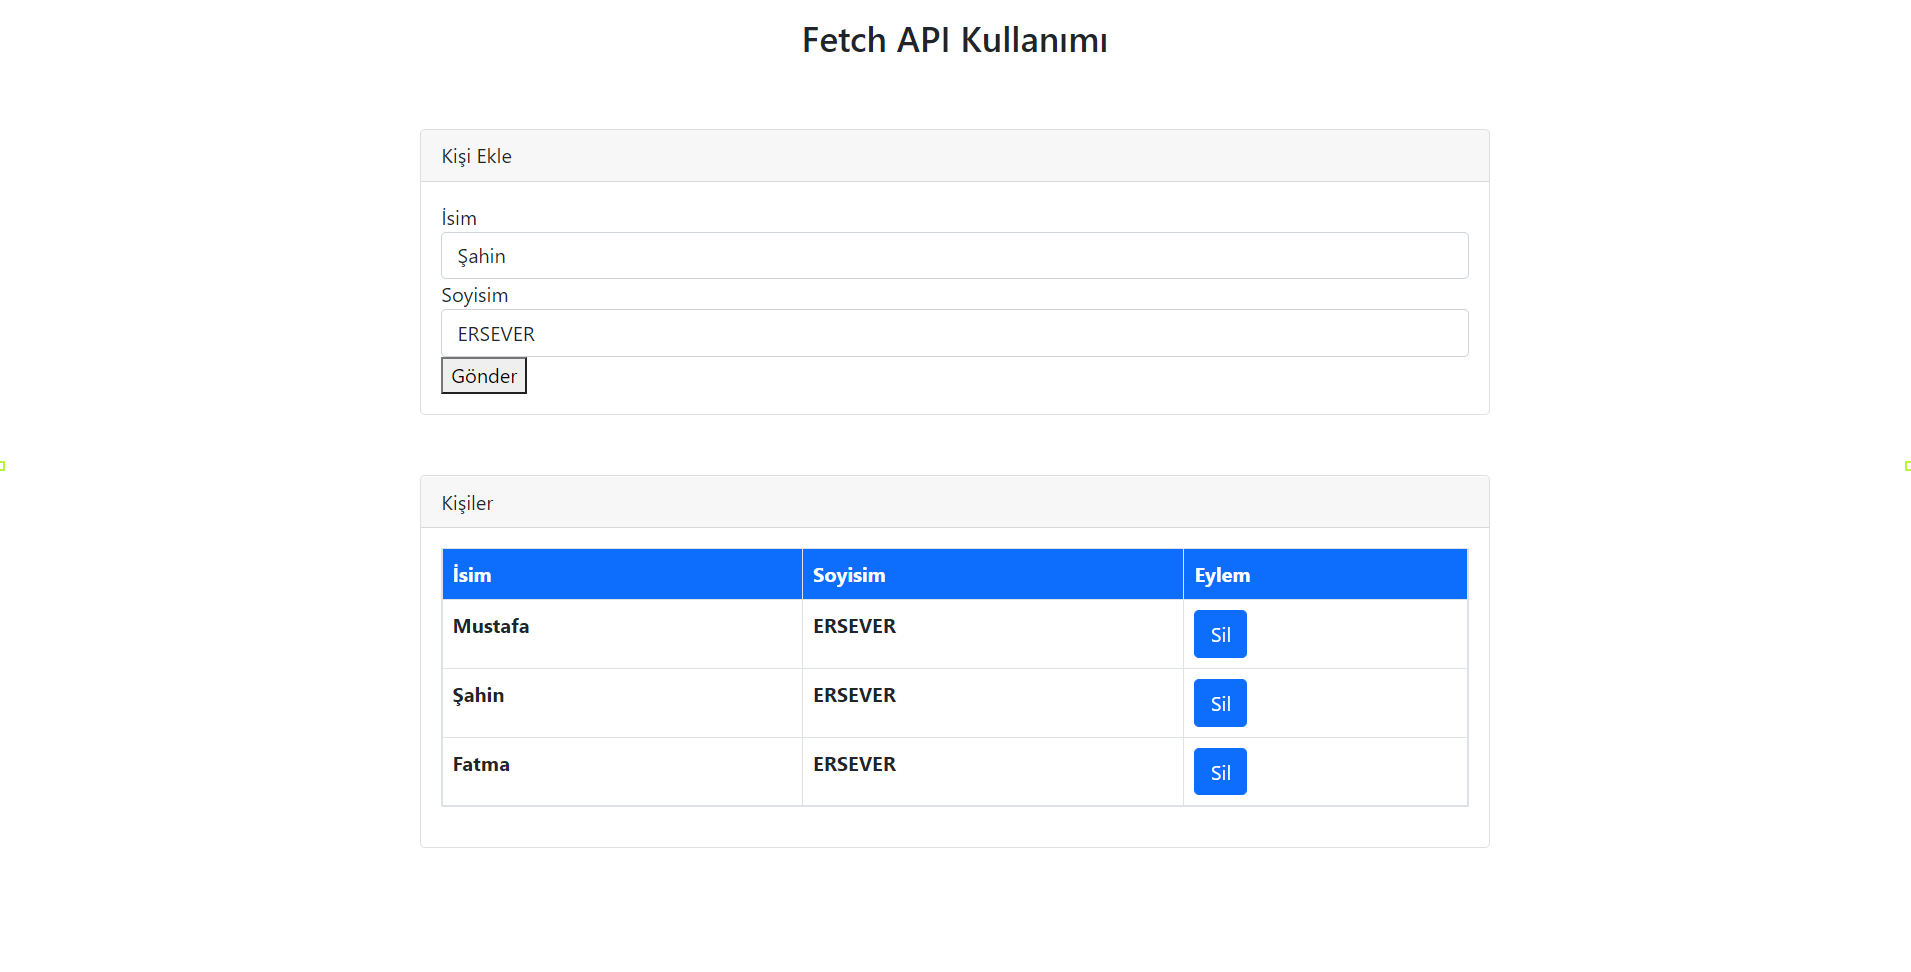 Fetch API Kullanımı
Kişi Ekle
İsim
Şahin
Soyisim
ERSEVER
Gönder
Kişiler
İsim Soyisim Eylem
Mustafa ERSEVER Sil
Şahin ERSEVER Sil
Fatma ERSEVER Sil